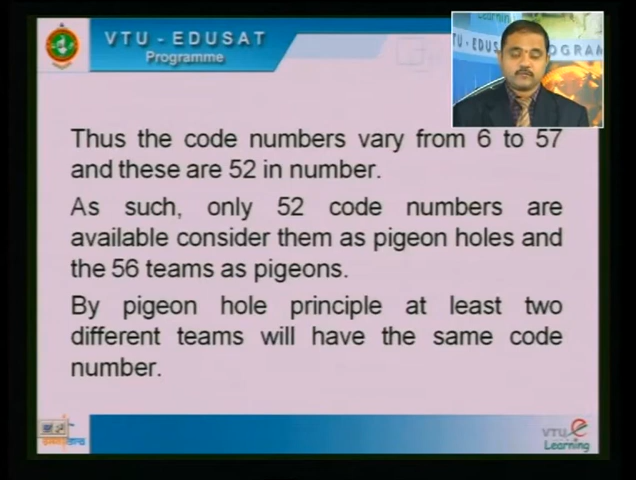 VTU - EDUSAT
Programme
Thus the code numbers vary from 6 to 57
and these are 52 in number.
As such, only 52 code numbers are
available consider them as pigeon holes and
the 56 teams as pigeons.
By pigeon hole principle at least two
different teams will have the same code
number.
VTU e
Learning